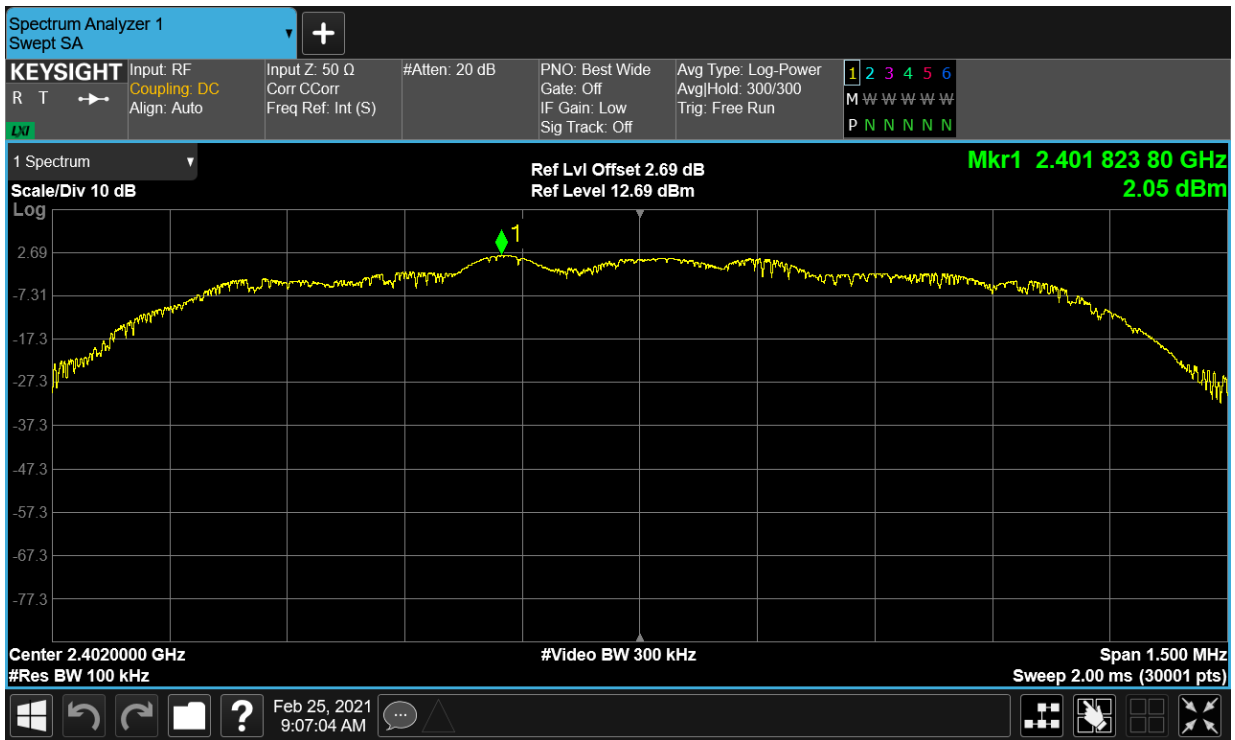 Spectrum Analyzer 1
Swept SA
KEYSIGHT
R T
LXI
Input: RF
Coupling: DC
Align: Auto
Input Z: 50 Ω
Corr CCorr
Freq Ref: Int (S)
#Atten: 20 dB
PNO: Best Wide
Gate: Off
IF Gain: Low
Sig Track: Off
Avg Type: Log-Power
Avg|Hold: 300/300
Trig: Free Run
1 2 3 4 5 6
M W W W W W
P N N N N N
1 Spectrum
Scale/Div 10 dB
Log
Ref Lvl Offset 2.69 dB
Ref Level 12.69 dBm
Mkr1 2.401 823 80 GHz
2.05 dBm
1
2.69
-7.31
-17.3
-27.3
-37.3
-47.3
-57.3
-67.3
-77.3
Center 2.4020000 GHz
#Res BW 100 kHz
#Video BW 300 kHz
Span 1.500 MHz
Sweep 2.00 ms (30001 pts)
?
Feb 25, 2021
9:07:04 AM